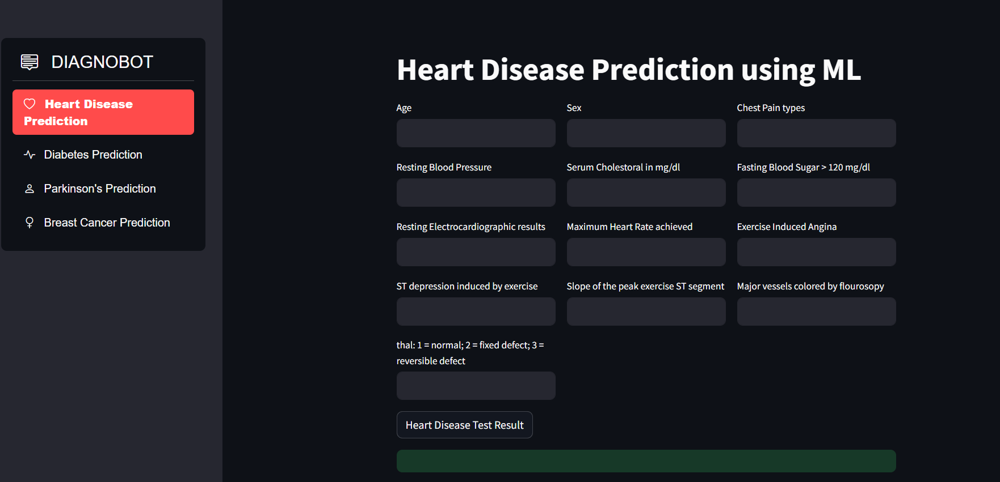 DIAGNOBOT
Heart Disease
Prediction
Diabetes Prediction
Parkinson's Prediction
Breast Cancer Prediction
Heart Disease Prediction using ML
Age
Sex
Chest Pain types
Resting Blood Pressure
Serum Cholestoral in mg/dl
Fasting Blood Sugar > 120 mg/dl
Resting Electrocardiographic results
Maximum Heart Rate achieved
Exercise Induced Angina
ST depression induced by exercise
Slope of the peak exercise ST segment
Major vessels colored by flourosopy
thal: 1 = normal; 2 = fixed defect; 3 =
reversible defect
Heart Disease Test Result